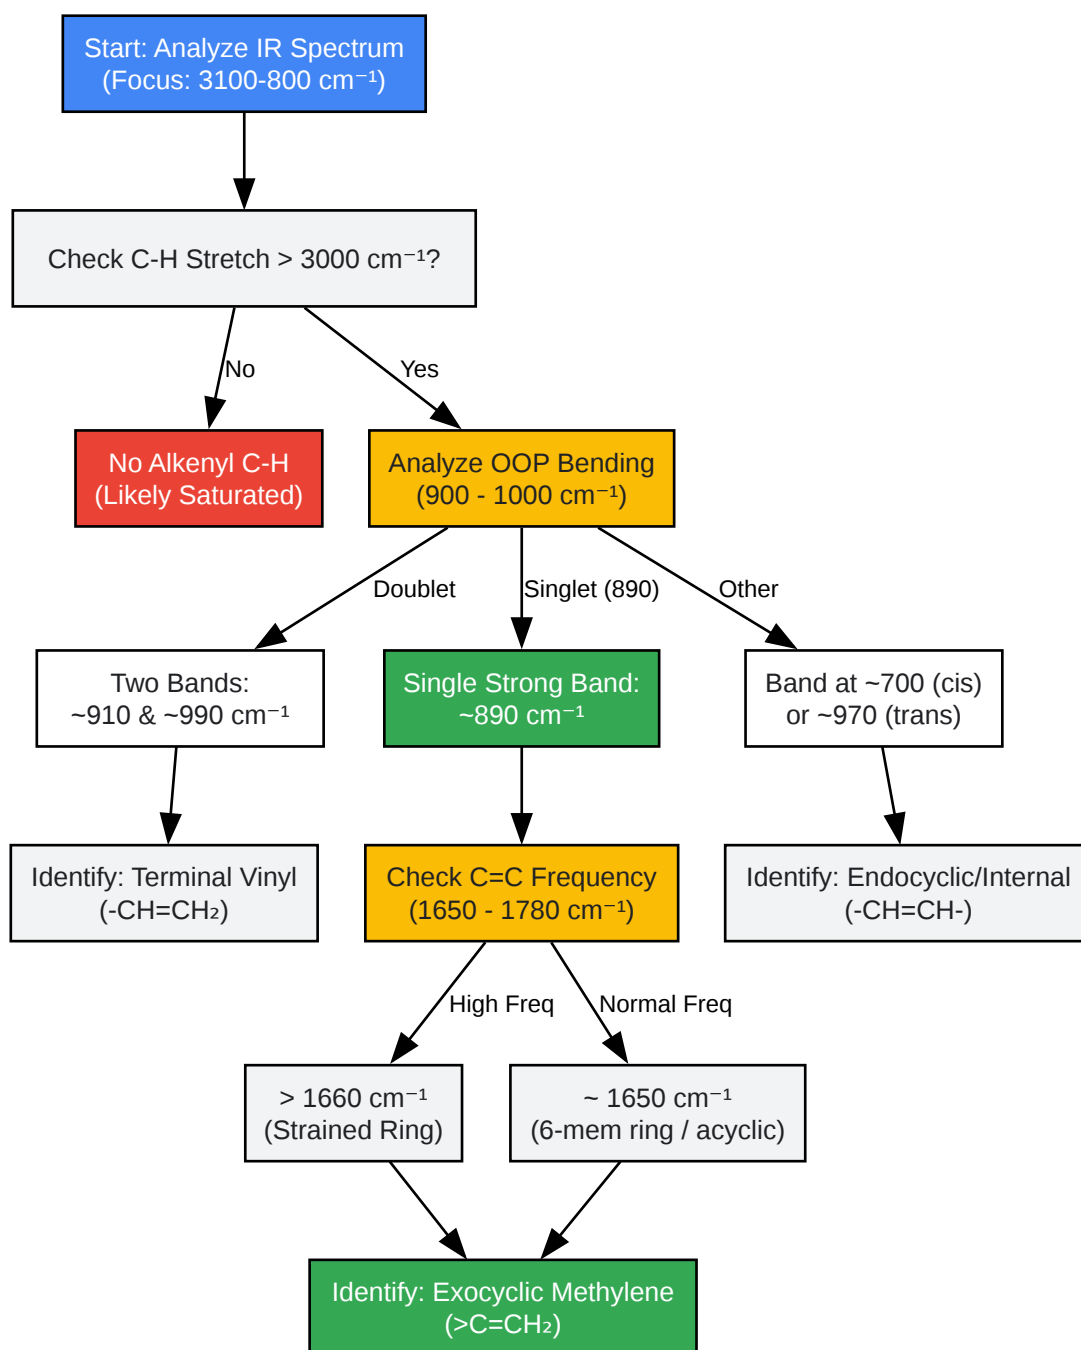 Start: Analyze IR Spectrum
(Focus: 3100-800 cm⁻¹)
Check C-H Stretch > 3000 cm⁻¹?
No
Yes
No Alkenyl C-H
(Likely Saturated)
Analyze OOP Bending
(900 - 1000 cm⁻¹)
Doublet
Singlet (890)
Other
Two Bands:
~910 & ~990 cm⁻¹
Single Strong Band:
~890 cm⁻¹
Band at ~700 (cis)
or ~970 (trans)
Identify: Terminal Vinyl
(-CH=CH₂)
Check C=C Frequency
(1650 - 1780 cm⁻¹)
Identify: Endocyclic/Internal
(-CH=CH-)
High Freq
Normal Freq
> 1660 cm⁻¹
(Strained Ring)
~ 1650 cm⁻¹
(6-mem ring / acyclic)
Identify: Exocyclic Methylene
(>C=CH₂)